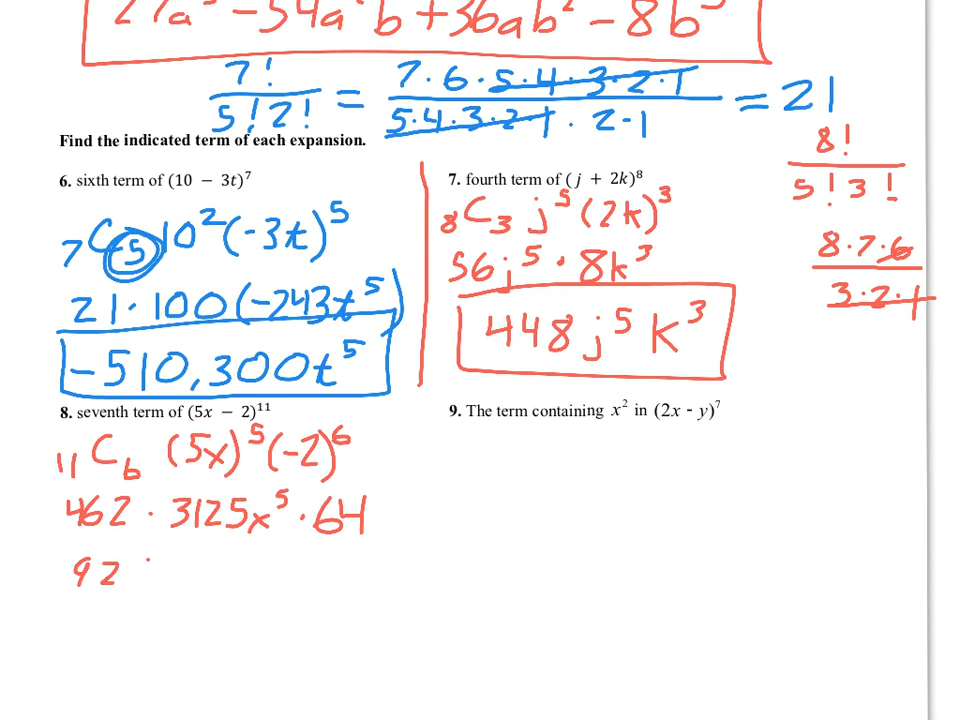 27a³ − 54a²b + 36ab² − 8b³
7!/5!2! = 7·6·5·4·3·2·1/5·4·3·2·1·2·1 = 21
Find the indicated term of each expansion.
6. sixth term of (10 − 3t)⁷
₇C₅ 10²(-3t)⁵
21·100(-243t⁵)
-510,300t⁵
7. fourth term of (j + 2k)⁸
₈C₃ j⁵(2k)³
56j⁵·8k³
448j⁵k³
8!/5!3!
8·7·6/3·2·1
8. seventh term of (5x − 2)¹¹
₁₁C₆ (5x)⁵(-2)⁶
462 · 3125x⁵ · 64
92
9. The term containing x² in (2x - y)⁷